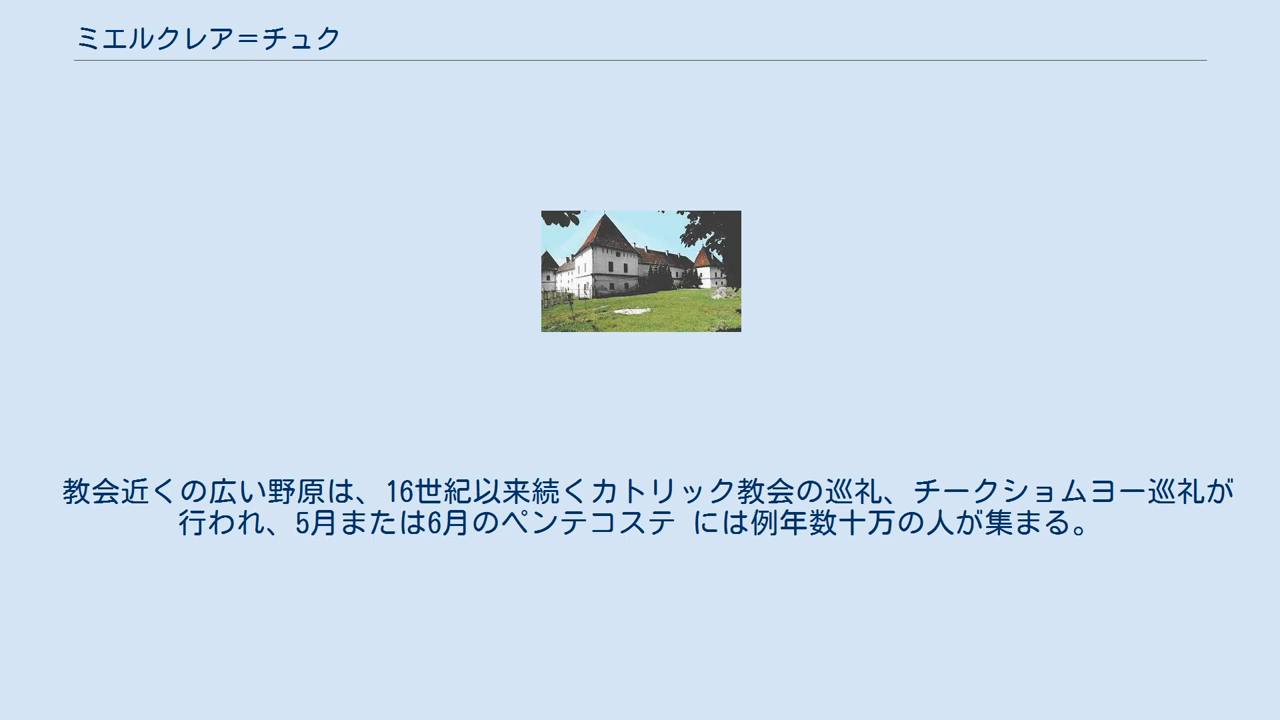 ミエルクレア＝チュク
教会近くの広い野原は、16世紀以来続くカトリック教会の巡礼、チークショムヨー巡礼が
行われ、5月または6月のペンテコステ には例年数十万の人が集まる。